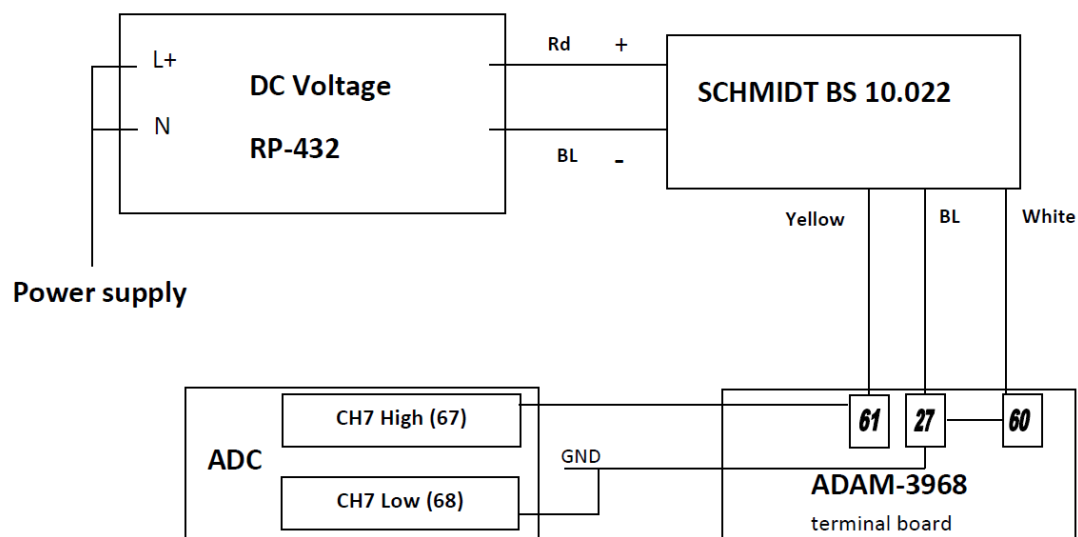 L+
N
DC Voltage
RP-432
Rd +
BL -
SCHMIDT BS 10.022
Yellow
BL
White
Power supply
ADC
CH7 High (67)
CH7 Low (68)
GND
61
27
60
ADAM-3968
terminal board